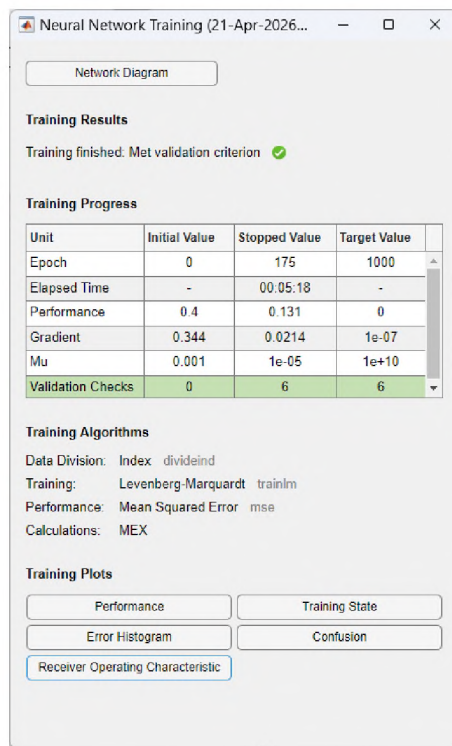 Neural Network Training (21-Apr-2026...
Network Diagram
Training Results
Training finished: Met validation criterion
Training Progress
Unit Initial Value Stopped Value Target Value
Epoch 0 175 1000
Elapsed Time - 00:05:18 -
Performance 0.4 0.131 0
Gradient 0.344 0.0214 1e-07
Mu 0.001 1e-05 1e+10
Validation Checks 0 6 6
Training Algorithms
Data Division: Index divideind
Training: Levenberg-Marquardt trainlm
Performance: Mean Squared Error mse
Calculations: MEX
Training Plots
Performance Training State
Error Histogram Confusion
Receiver Operating Characteristic